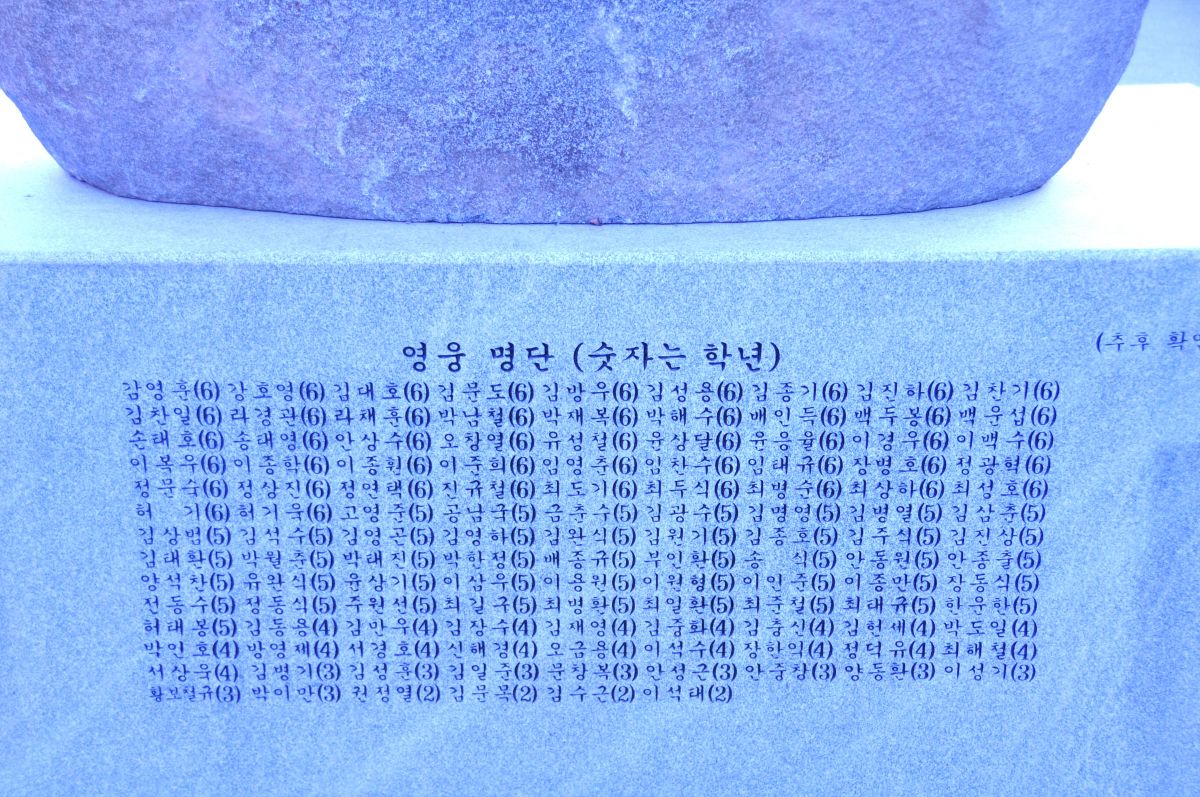 영웅 명단 (숫자는 학년)
(추후 확
감영훈(6) 강호영(6) 김대호(6) 김문도(6) 김방우(6) 김성용(6) 김종기(6) 김진하(6) 김찬기(6)
김찬일(6) 라경관(6) 라채훈(6) 박남철(6) 박재복(6) 박해수(6) 배인득(6) 백두봉(6) 백운섭(6)
손태호(6) 송태영(6) 안상수(6) 오창열(6) 유성철(6) 윤상달(6) 윤응율(6) 이경우(6) 이백수(6)
이복우(6) 이종학(6) 이종훤(6) 이준희(6) 임영추(6) 임찬수(6) 임태규(6) 장병호(6) 정광혁(6)
정문숙(6) 정상진(6) 정연택(6) 진규철(6) 최도기(6) 최두식(6) 최병순(6) 최상하(6) 최성호(6)
허 기(6) 허기욱(6) 고영준(5) 공남국(5) 금춘수(5) 김광수(5) 김명영(5) 김병열(5) 김삼춘(5)
김상범(5) 김석수(5) 김영곤(5) 김영하(5) 김완식(5) 김원기(5) 김종호(5) 김주석(5) 김진상(5)
김태환(5) 박월춘(5) 박태진(5) 박한정(5) 배종규(5) 부인환(5) 송 식(5) 안동원(5) 안종출(5)
양석찬(5) 유완식(5) 윤상기(5) 이삼우(5) 이용원(5) 이원형(5) 이인준(5) 이종만(5) 장동식(5)
전동수(5) 정동식(5) 주원선(5) 최길규(5) 최병환(5) 최일환(5) 최준철(5) 최태규(5) 한문한(5)
허태봉(5) 김동용(4) 김만우(4) 김장수(4) 김재영(4) 김중화(4) 김충신(4) 김헌세(4) 박도일(4)
박인호(4) 방영제(4) 서경호(4) 신해경(4) 오금용(4) 이석수(4) 장한익(4) 정덕유(4) 최해철(4)
서상욱(4) 김병기(3) 김성훈(3) 김일준(3) 문창복(3) 안성근(3) 안중창(3) 양동환(3) 이성기(3)
황보철규(3) 박이만(3) 권정열(2) 김문목(2) 김수근(2) 이석태(2)